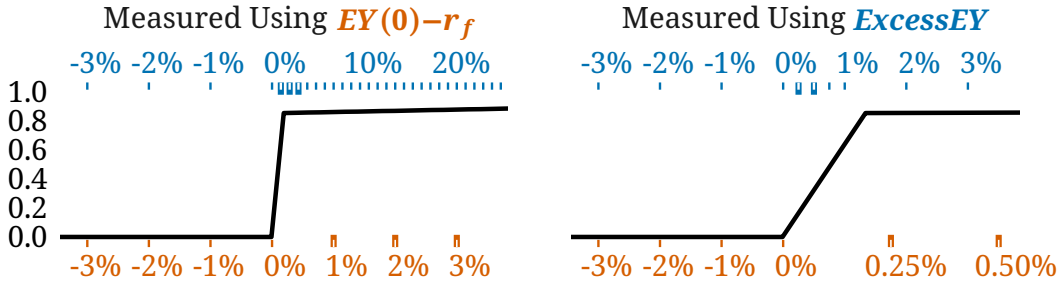 Measured Using EY(0)−r_f
Measured Using ExcessEY
-3% -2% -1% 0% 10% 20%
-3% -2% -1% 0% 1% 2% 3%
1.0
0.8
0.6
0.4
0.2
0.0
-3% -2% -1% 0% 1% 2% 3%
-3% -2% -1% 0% 0.25% 0.50%